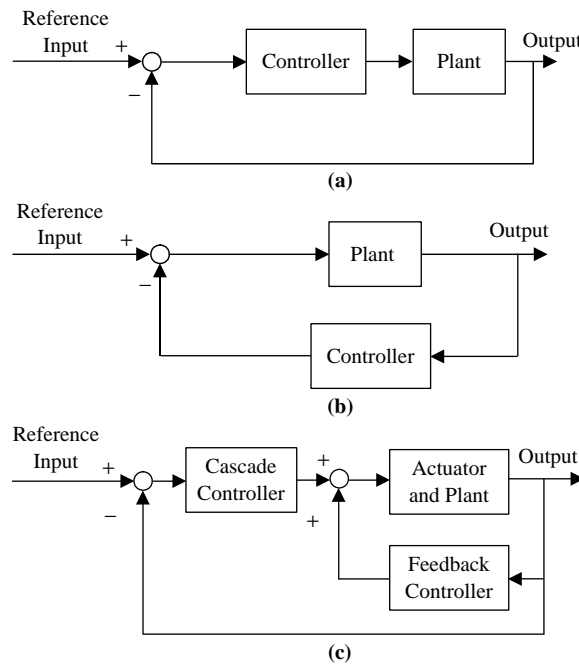 Reference
Input
+
Controller
Plant
Output
−
(a)
Reference
Input
+
Plant
Output
−
Controller
(b)
Reference
Input
+
Cascade
Controller
+
Actuator
and Plant
Output
−
+
Feedback
Controller
(c)